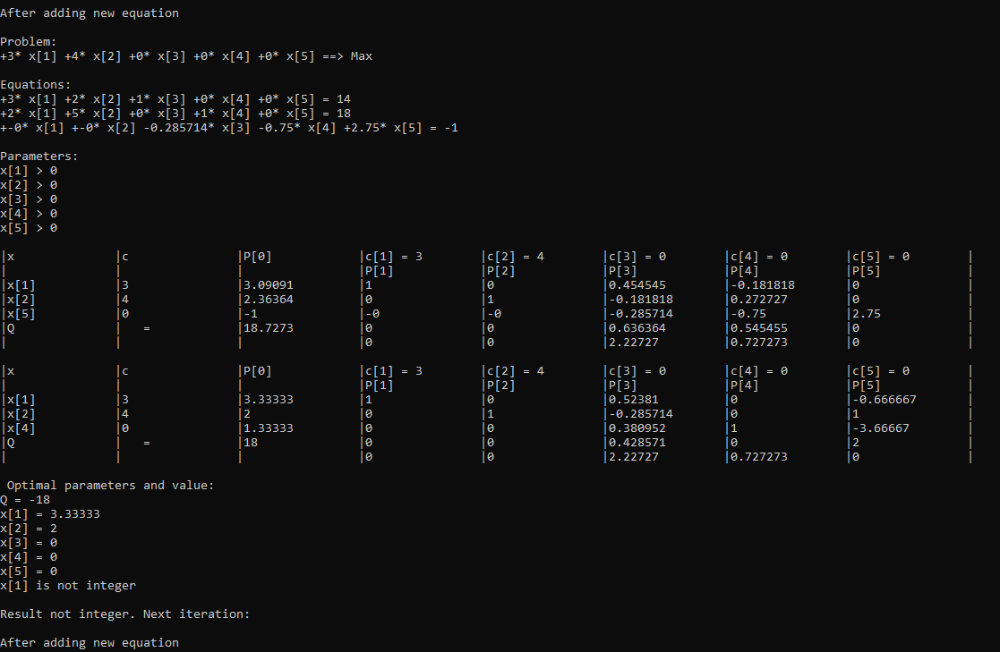 After adding new equation
Problem:
+3* x[1] +4* x[2] +0* x[3] +0* x[4] +0* x[5] ==> Max
Equations:
+3* x[1] +2* x[2] +1* x[3] +0* x[4] +0* x[5] = 14
+2* x[1] +5* x[2] +0* x[3] +1* x[4] +0* x[5] = 18
+-0* x[1] +-0* x[2] -0.285714* x[3] -0.75* x[4] +2.75* x[5] = -1
Parameters:
x[1] > 0
x[2] > 0
x[3] > 0
x[4] > 0
x[5] > 0
|x |c |P[0] |c[1] = 3 |c[2] = 4 |c[3] = 0 |c[4] = 0 |c[5] = 0 |
| | | |P[1] |P[2] |P[3] |P[4] |P[5] |
|x[1] |3 |3.09091 |1 |0 |0.454545 |-0.181818 |0 |
|x[2] |4 |2.36364 |0 |1 |-0.181818 |0.272727 |0 |
|x[5] |0 |-1 |-0 |-0 |-0.285714 |-0.75 |2.75 |
|Q | = |18.7273 |0 |0 |0.636364 |0.545455 |0 |
| | | |0 |0 |2.22727 |0.727273 |0 |
|x |c |P[0] |c[1] = 3 |c[2] = 4 |c[3] = 0 |c[4] = 0 |c[5] = 0 |
| | | |P[1] |P[2] |P[3] |P[4] |P[5] |
|x[1] |3 |3.33333 |1 |0 |0.52381 |0 |-0.666667 |
|x[2] |4 |2 |0 |1 |-0.285714 |0 |1 |
|x[4] |0 |1.33333 |0 |0 |0.380952 |1 |-3.66667 |
|Q | = |18 |0 |0 |0.428571 |0 |2 |
| | | |0 |0 |2.22727 |0.727273 |0 |
Optimal parameters and value:
Q = -18
x[1] = 3.33333
x[2] = 2
x[3] = 0
x[4] = 0
x[5] = 0
x[1] is not integer
Result not integer. Next iteration:
After adding new equation